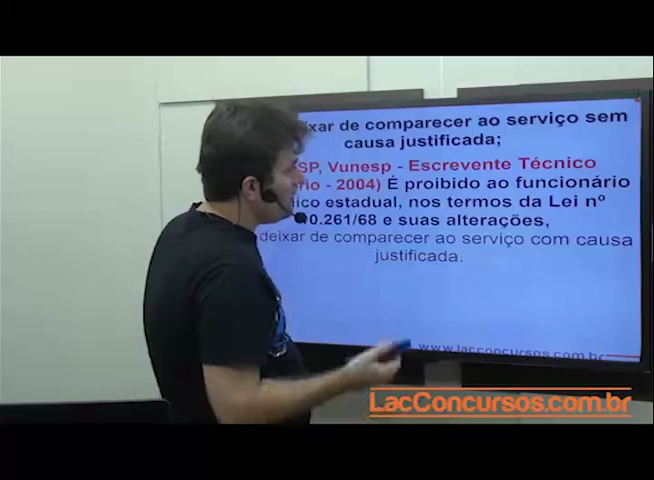 xar de comparecer ao serviço sem
causa justificada;
SP, Vunesp - Escrevente Técnico
rio - 2004) É proibido ao funcionário
ico estadual, nos termos da Lei nº
0.261/68 e suas alterações,
deixar de comparecer ao serviço com causa
justificada.
www.lacconcursos.com.br
LacConcursos.com.br